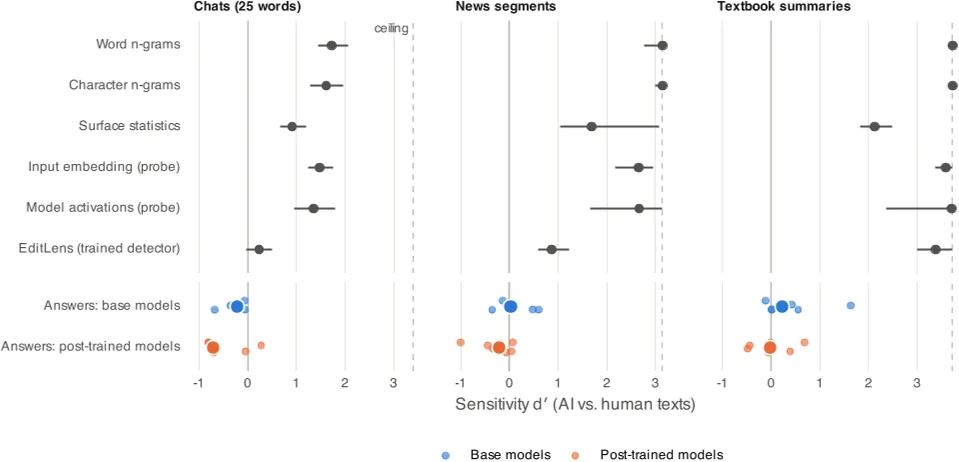 Chats (25 words)
News segments
Textbook summaries
ceiling
Word n-grams
Character n-grams
Surface statistics
Input embedding (probe)
Model activations (probe)
EditLens (trained detector)
Answers: base models
Answers: post-trained models
-1 0 1 2 3
-1 0 1 2 3
-1 0 1 2 3
Sensitivity d′ (AI vs. human texts)
Base models
Post-trained models